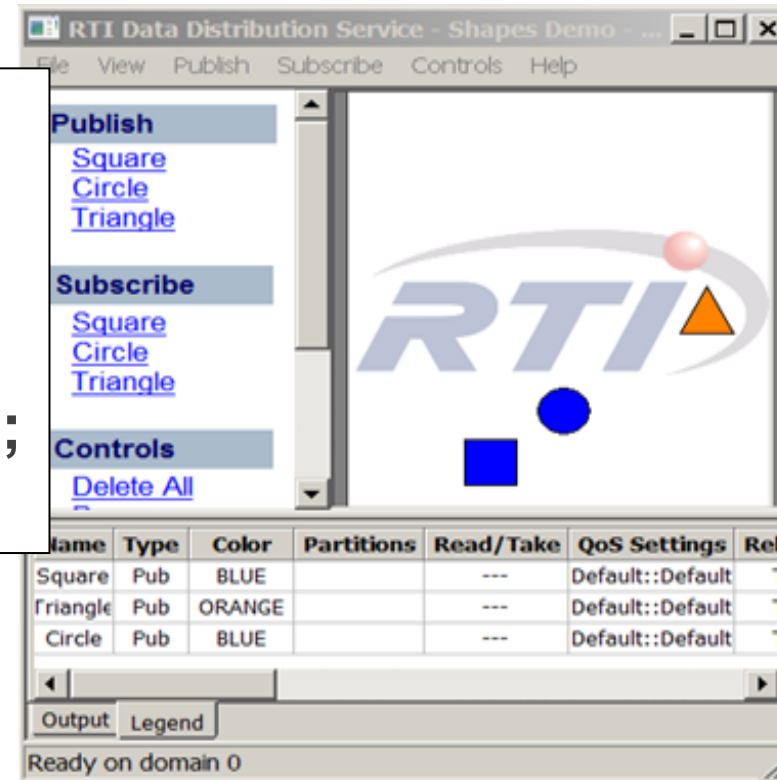 RTI Data Distribution Service - Shapes Demo - ...
File View Publish Subscribe Controls Help
Publish
Square
Circle
Triangle
Subscribe
Square
Circle
Triangle
Controls
Delete All
RTI
;
Name Type Color Partitions Read/Take QoS Settings
Square Pub BLUE --- Default::Default
Triangle Pub ORANGE --- Default::Default
Circle Pub BLUE --- Default::Default
Output Legend
Ready on domain 0